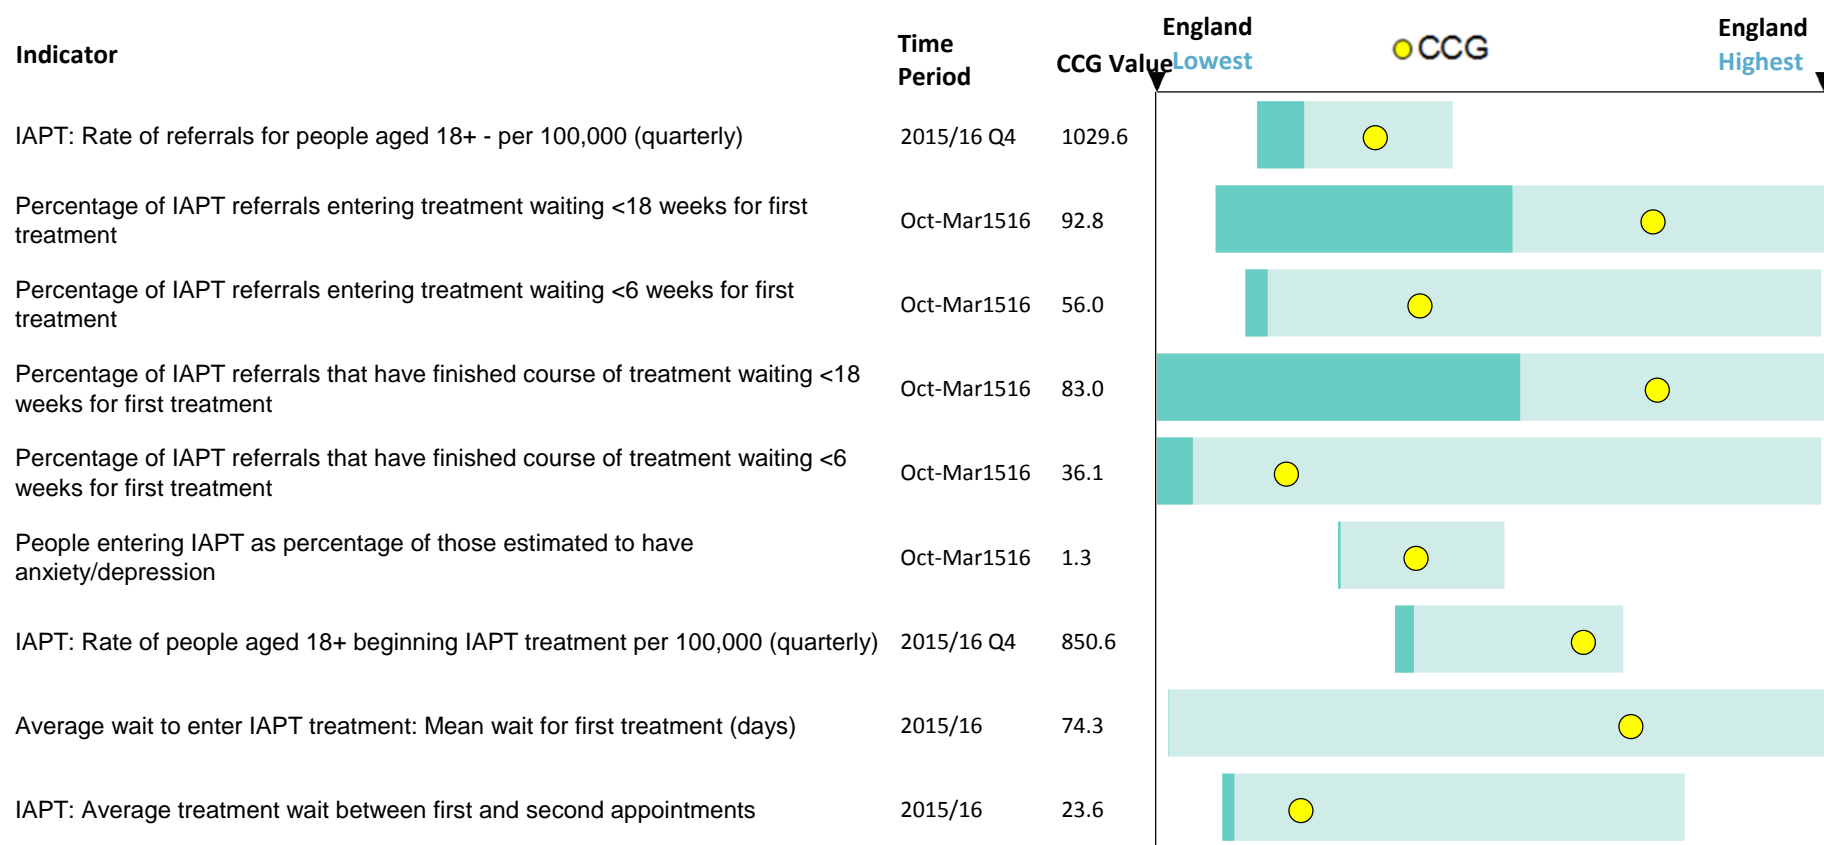 Indicator
Time
Period
CCG Value
England
Lowest
CCG
England
Highest
IAPT: Rate of referrals for people aged 18+ - per 100,000 (quarterly) 2015/16 Q4 1029.6
Percentage of IAPT referrals entering treatment waiting <18 weeks for first
treatment
Oct-Mar1516 92.8
Percentage of IAPT referrals entering treatment waiting <6 weeks for first
treatment
Oct-Mar1516 56.0
Percentage of IAPT referrals that have finished course of treatment waiting <18
weeks for first treatment
Oct-Mar1516 83.0
Percentage of IAPT referrals that have finished course of treatment waiting <6
weeks for first treatment
Oct-Mar1516 36.1
People entering IAPT as percentage of those estimated to have
anxiety/depression
Oct-Mar1516 1.3
IAPT: Rate of people aged 18+ beginning IAPT treatment per 100,000 (quarterly) 2015/16 Q4 850.6
Average wait to enter IAPT treatment: Mean wait for first treatment (days) 2015/16 74.3
IAPT: Average treatment wait between first and second appointments 2015/16 23.6